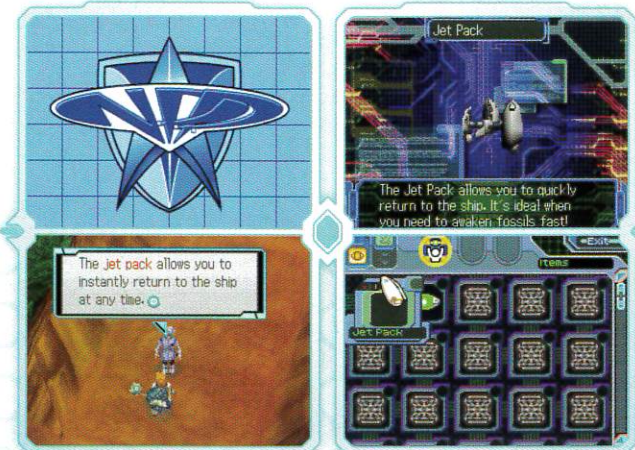 Jet Pack
The Jet Pack allows you to quickly
return to the ship. It's ideal when
you need to awaken fossils fast!
The jet pack allows you to
instantly return to the ship
at any time.
Exit
Items
Jet Pack